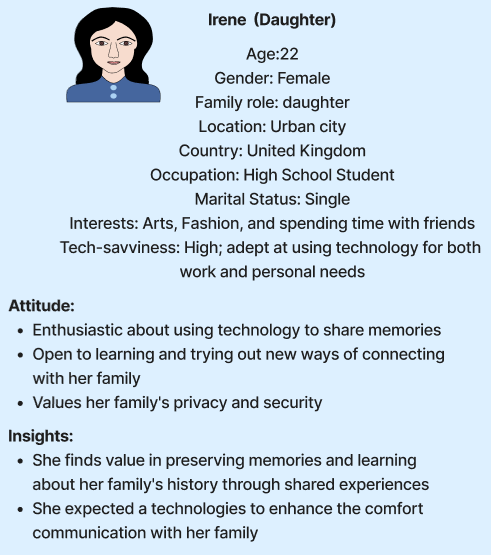 Irene (Daughter)
Age:22
Gender: Female
Family role: daughter
Location: Urban city
Country: United Kingdom
Occupation: High School Student
Marital Status: Single
Interests: Arts, Fashion, and spending time with friends
Tech-savviness: High; adept at using technology for both
work and personal needs
Attitude:
• Enthusiastic about using technology to share memories
• Open to learning and trying out new ways of connecting
with her family
• Values her family's privacy and security
Insights:
• She finds value in preserving memories and learning
about her family's history through shared experiences
• She expected a technologies to enhance the comfort
communication with her family